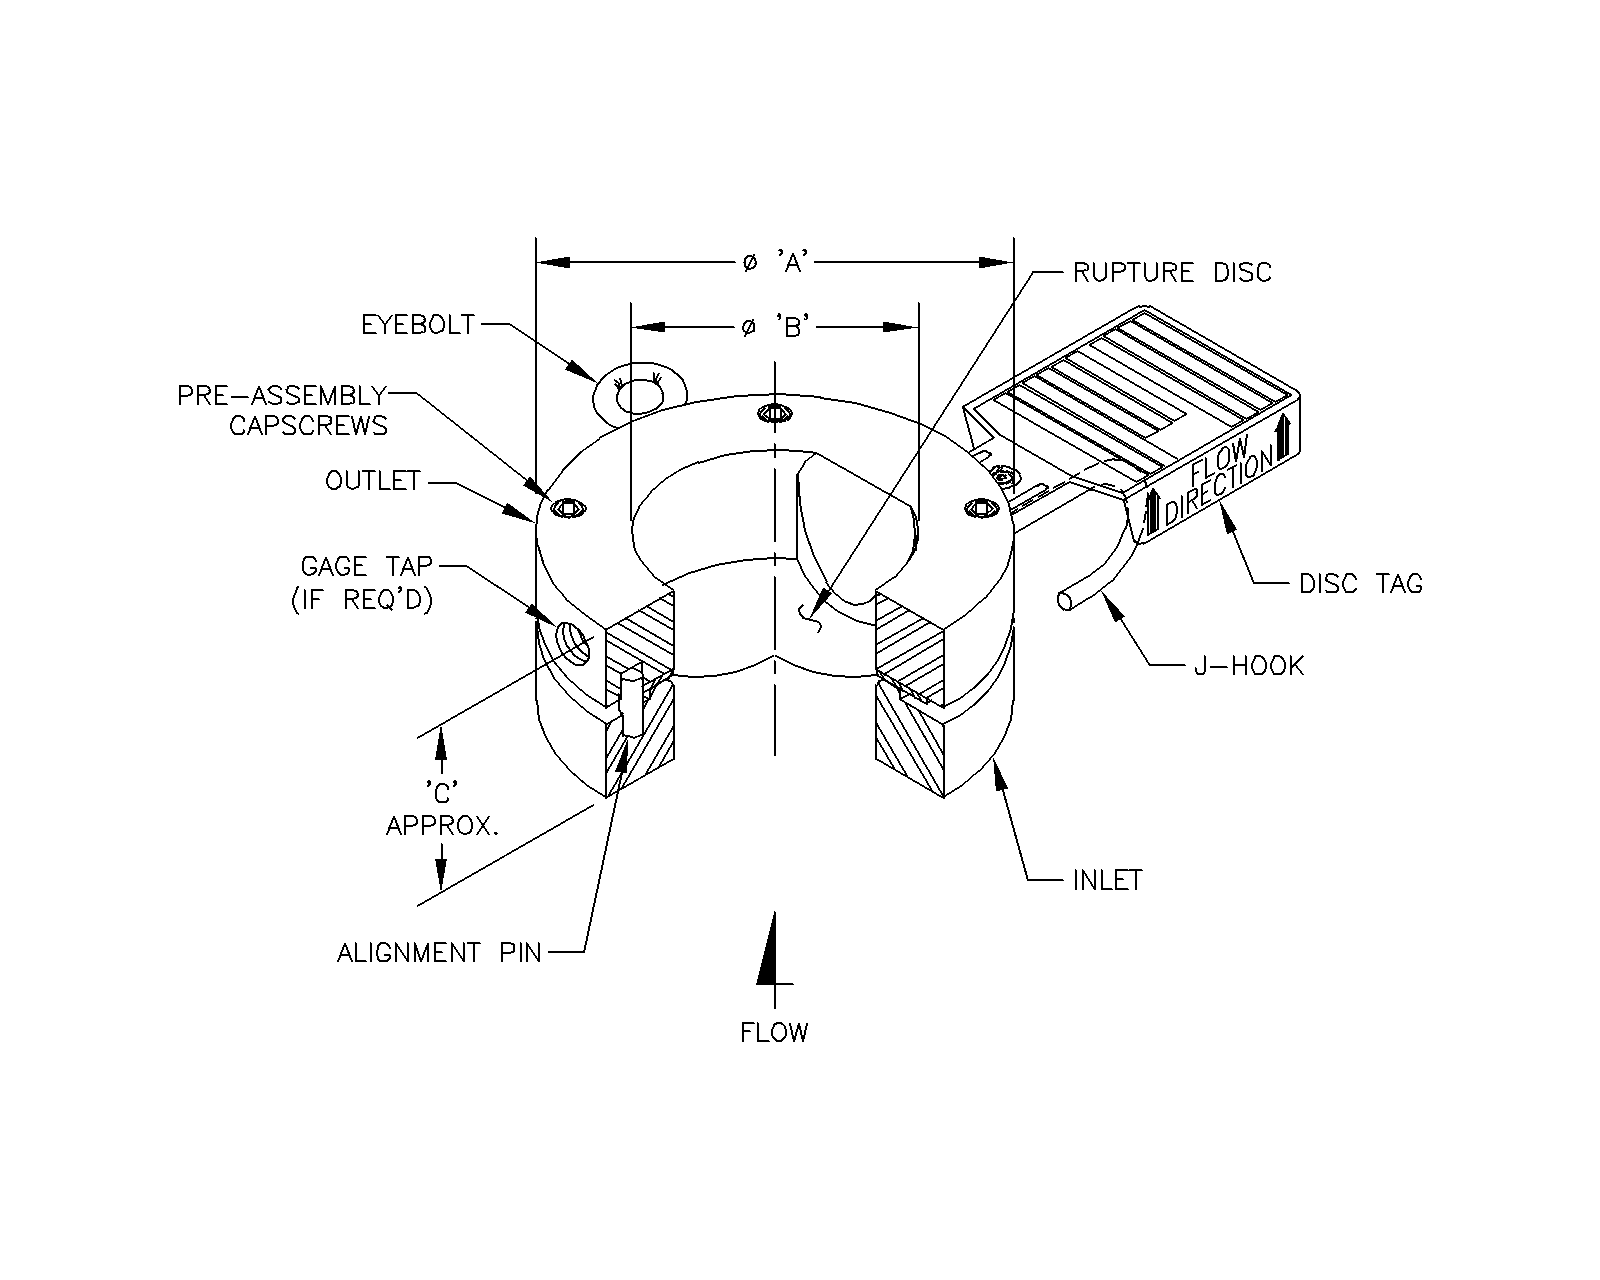 ø 'A'
RUPTURE DISC
EYEBOLT
ø 'B'
PRE-ASSEMBLY
CAPSCREWS
OUTLET
FLOW
DIRECTION
GAGE TAP
(IF REQ'D)
DISC TAG
J-HOOK
'C'
APPROX.
INLET
ALIGNMENT PIN
FLOW